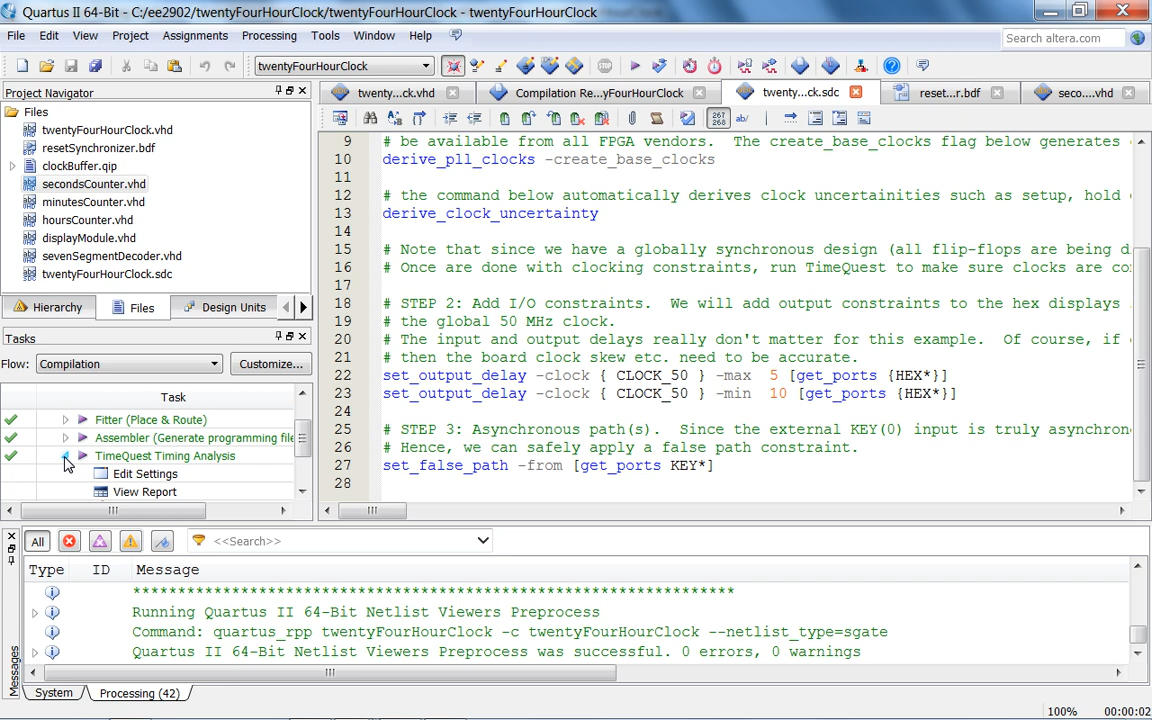 Quartus II 64-Bit - C:/ee2902/twentyFourHourClock/twentyFourHourClock - twentyFourHourClock
File Edit View Project Assignments Processing Tools Window Help
Search altera.com
twentyFourHourClock
Project Navigator
Files
twentyFourHourClock.vhd
resetSynchronizer.bdf
clockBuffer.qip
secondsCounter.vhd
minutesCounter.vhd
hoursCounter.vhd
displayModule.vhd
sevenSegmentDecoder.vhd
twentyFourHourClock.sdc
Hierarchy Files Design Units
Tasks
Flow: Compilation Customize...
Task
Fitter (Place & Route)
Assembler (Generate programming file
TimeQuest Timing Analysis
Edit Settings
View Report
twenty...ck.vhd Compilation Re...yFourHourClock twenty...ck.sdc reset...r.bdf seco....vhd
267
268
ab/
9 # be available from all FPGA vendors. The create_base_clocks flag below generates
10 derive_pll_clocks -create_base_clocks
11
12 # the command below automatically derives clock uncertainities such as setup, hold
13 derive_clock_uncertainty
14
15 # Note that since we have a globally synchronous design (all flip-flops are being d
16 # Once are done with clocking constraints, run TimeQuest to make sure clocks are co
17
18 # STEP 2: Add I/O constraints. We will add output constraints to the hex displays
19 # the global 50 MHz clock.
20 # The input and output delays really don't matter for this example. Of course, if
21 # then the board clock skew etc. need to be accurate.
22 set_output_delay -clock { CLOCK_50 } -max 5 [get_ports {HEX*}]
23 set_output_delay -clock { CLOCK_50 } -min 10 [get_ports {HEX*}]
24
25 # STEP 3: Asynchronous path(s). Since the external KEY(0) input is truly asynchron
26 # Hence, we can safely apply a false path constraint.
27 set_false_path -from [get_ports KEY*]
28
All <<Search>>
Type ID Message
*****************************************************************
Running Quartus II 64-Bit Netlist Viewers Preprocess
Command: quartus_rpp twentyFourHourClock -c twentyFourHourClock --netlist_type=sgate
Quartus II 64-Bit Netlist Viewers Preprocess was successful. 0 errors, 0 warnings
Messages
System Processing (42)
100% 00:00:02